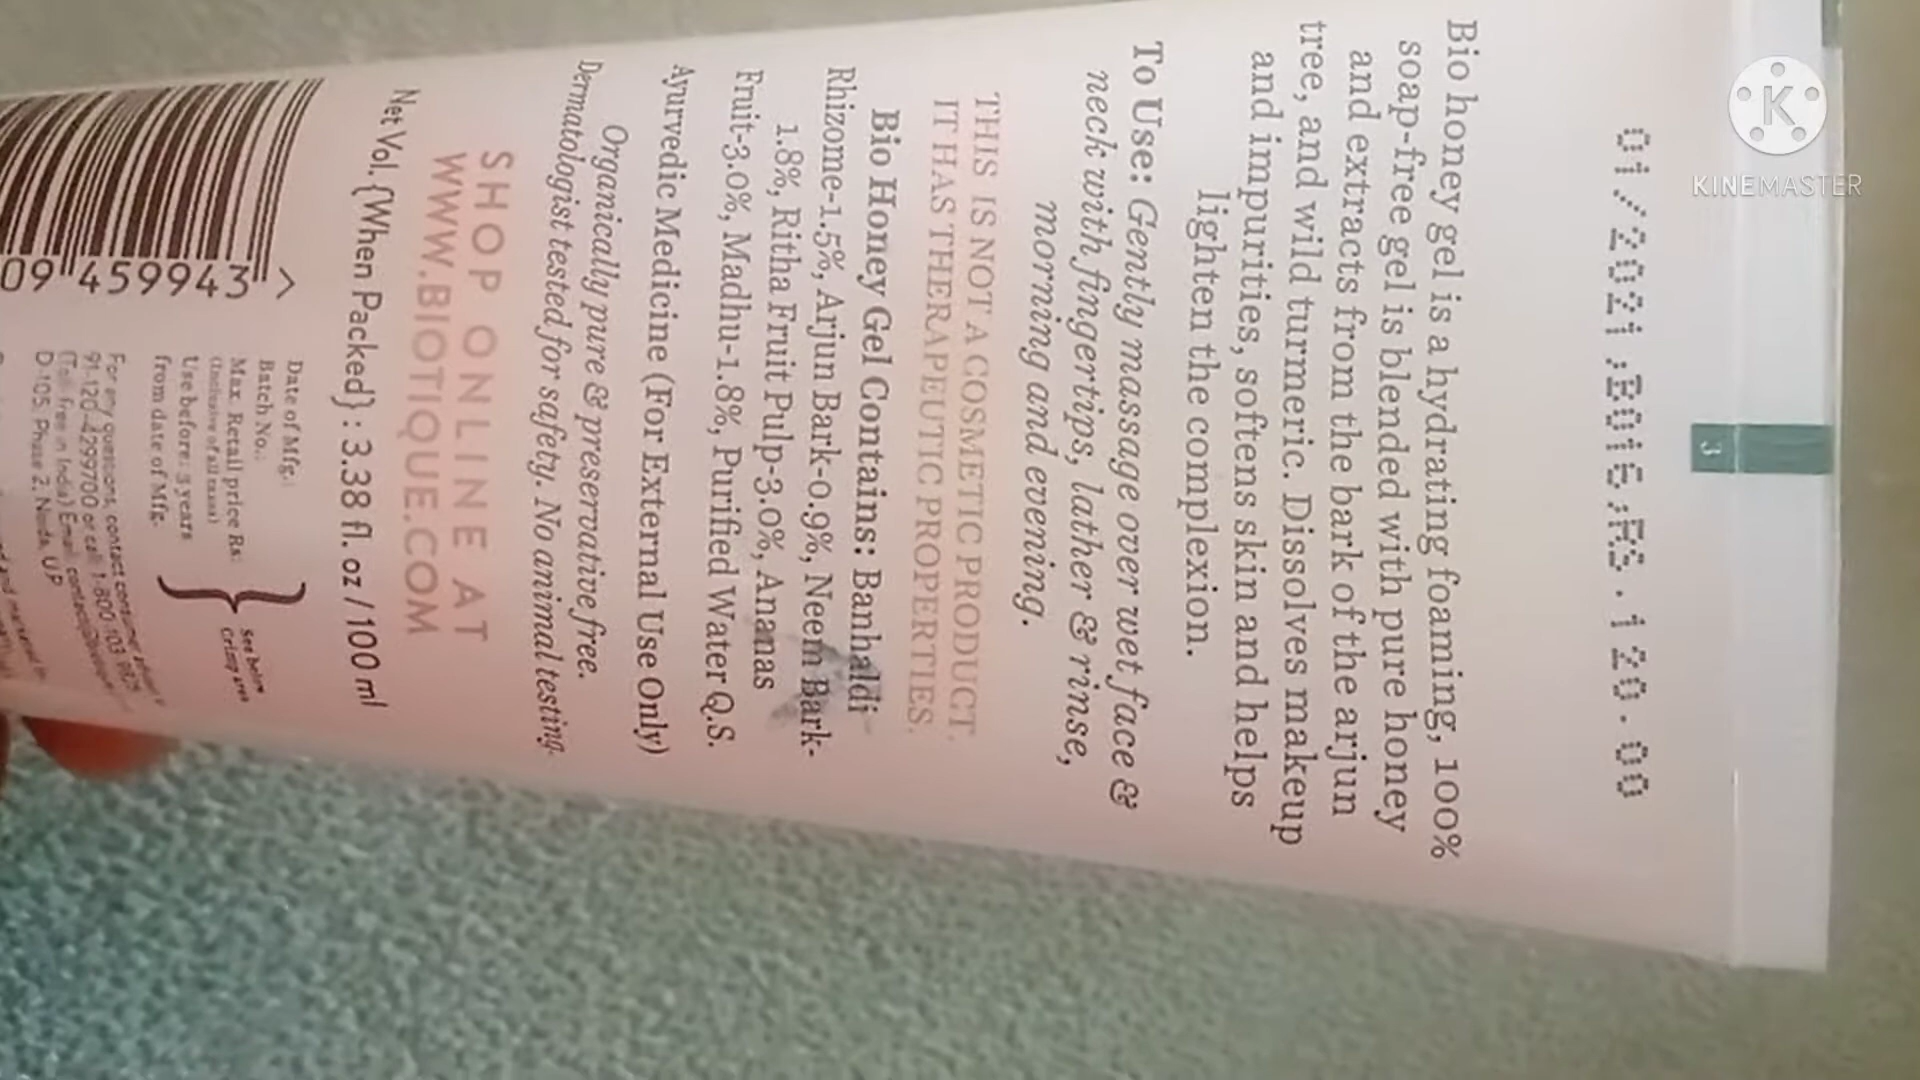 KINEMASTER
01/2021;B016;RS.120.00
Bio honey gel is a hydrating foaming, 100%
soap-free gel is blended with pure honey
and extracts from the bark of the arjun
tree, and wild turmeric. Dissolves makeup
and impurities, softens skin and helps
lighten the complexion.
To Use: Gently massage over wet face &
neck with fingertips, lather & rinse,
morning and evening.
THIS IS NOT A COSMETIC PRODUCT.
IT HAS THERAPEUTIC PROPERTIES.
Bio Honey Gel Contains: Banhaldi
Rhizome-1.5%, Arjun Bark-0.9%, Neem Bark-
1.8%, Ritha Fruit Pulp-3.0%, Ananas
Fruit-3.0%, Madhu-1.8%, Purified Water Q.S.
Ayurvedic Medicine (For External Use Only)
Organically pure & preservative free.
Dermatologist tested for safety. No animal testing.
SHOP ONLINE AT
WWW.BIOTIQUE.COM
Net Vol. {When Packed} : 3.38 fl. oz / 100 ml
09 459943 >
Date of Mfg.:
Batch No.:
Max. Retail price Rs:
(Inclusive of all taxes)
Use before: 3 years
from date of Mfg.
See below
Crimp area
For any questions, contact consumer
91-120-4299700 or call 1-800 103
(Toll free in India) Email:
D-105, Phase 2, Noida, U.P
3